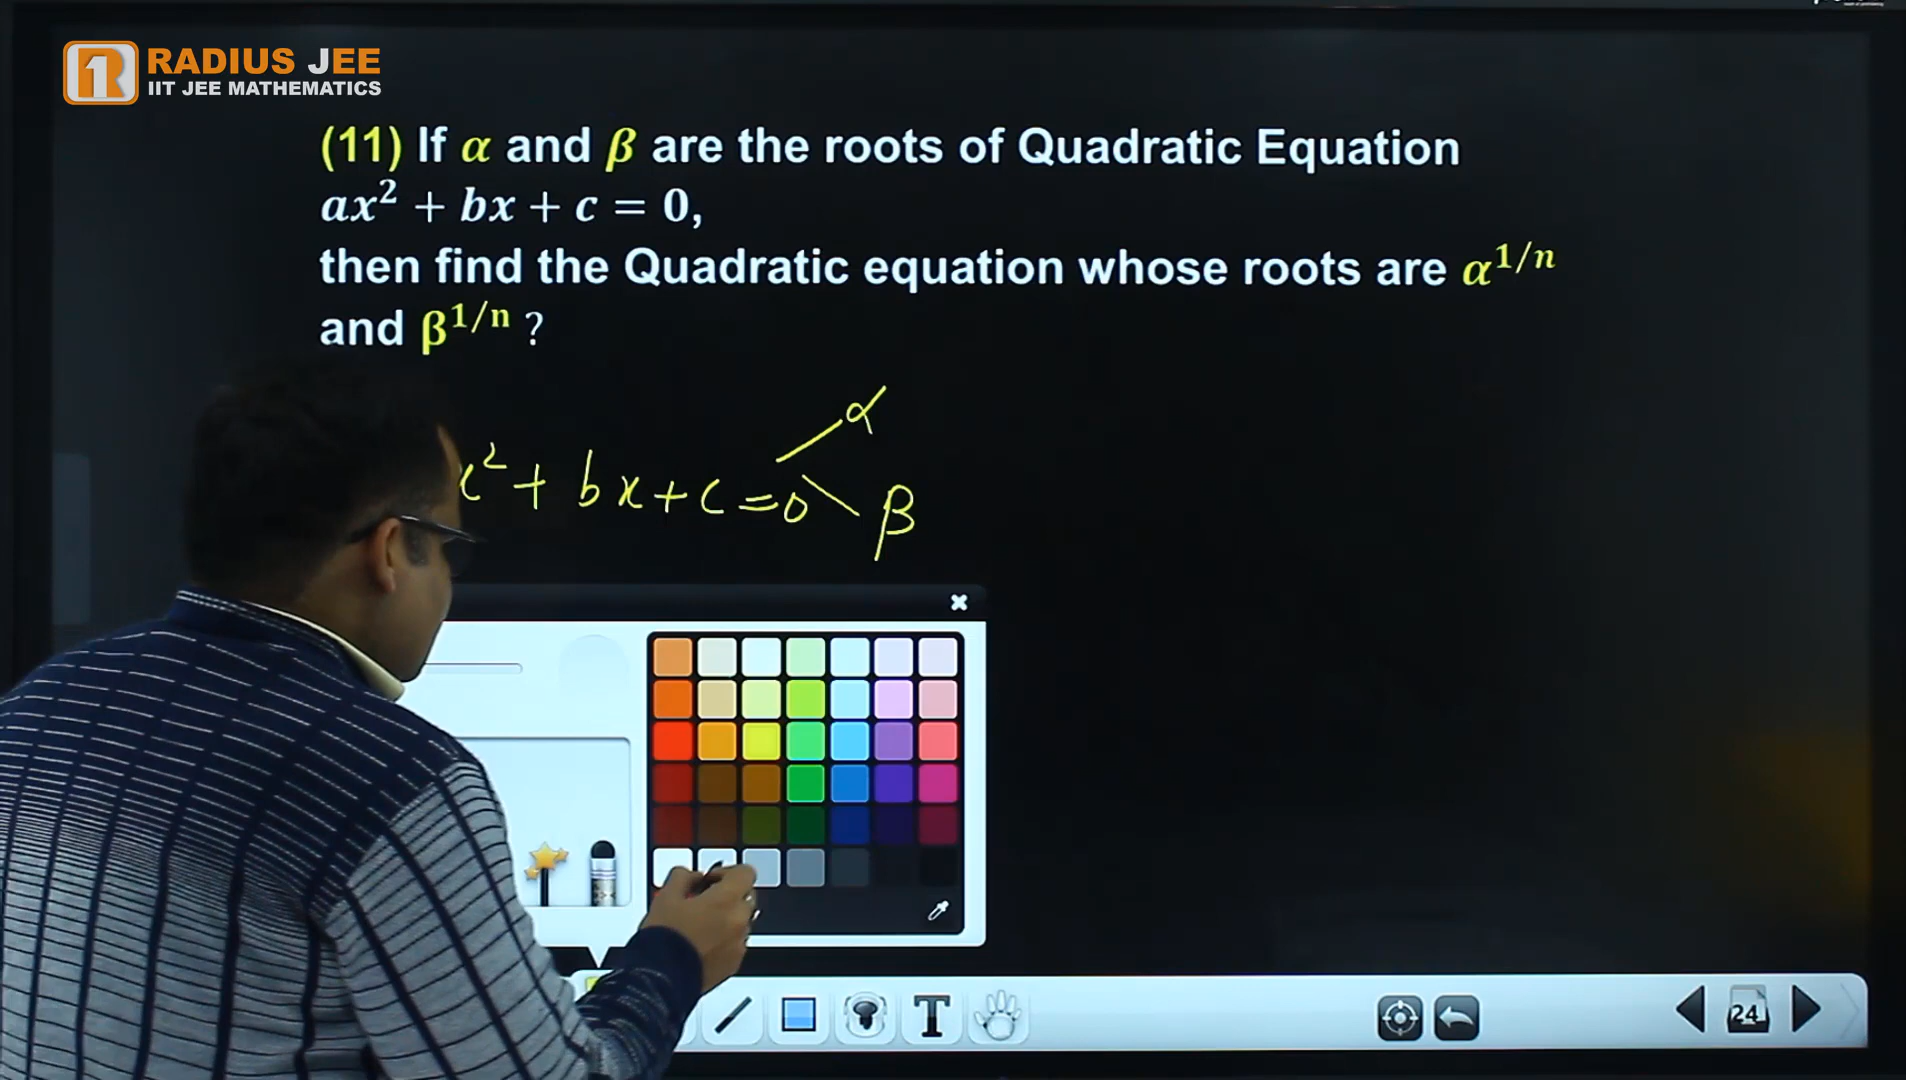 RADIUS JEE
IIT JEE MATHEMATICS
(11) If α and β are the roots of Quadratic Equation
ax² + bx + c = 0,
then find the Quadratic equation whose roots are α^1/n
and β^1/n ?
α
x² + bx + c = 0
β
T
24